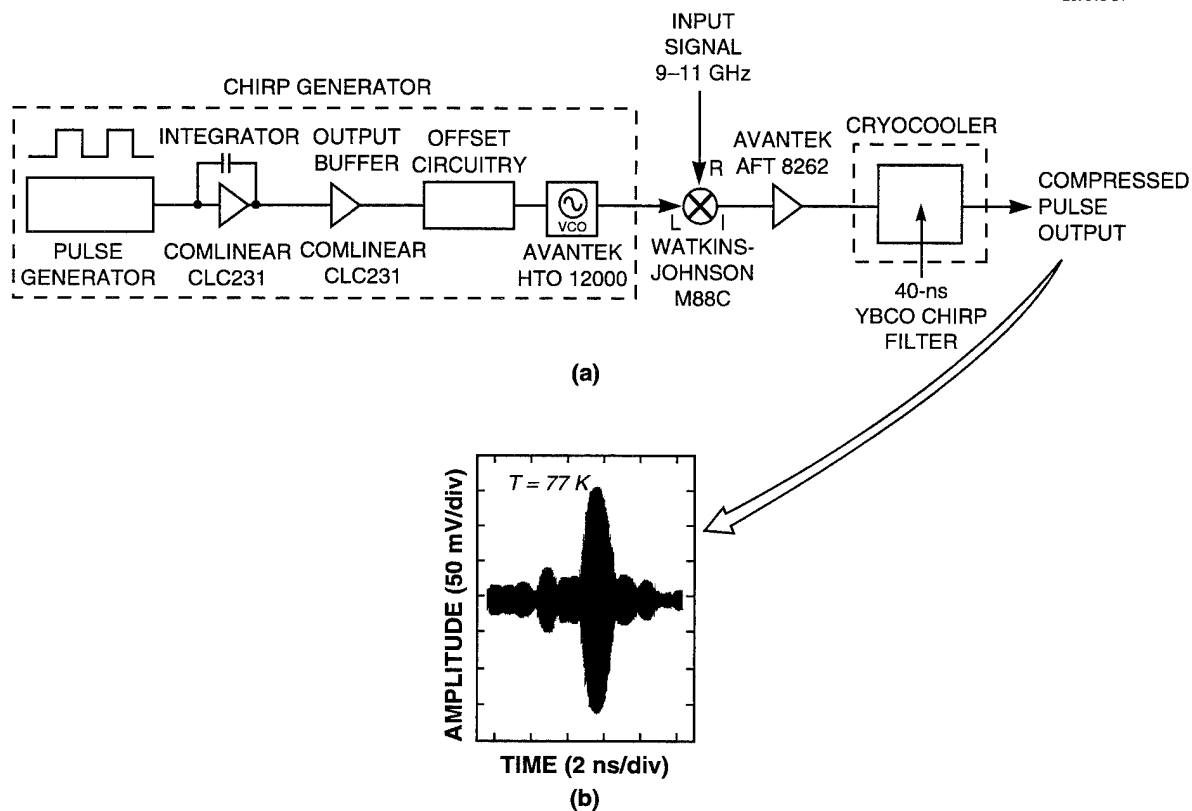 INPUT
SIGNAL
9–11 GHz
CHIRP GENERATOR
INTEGRATOR
OUTPUT
BUFFER
OFFSET
CIRCUITRY
AVANTEK
AFT 8262
CRYOCOOLER
R
L
I
VCO
COMPRESSED
PULSE
OUTPUT
PULSE
GENERATOR
COMLINEAR
CLC231
COMLINEAR
CLC231
AVANTEK
HTO 12000
WATKINS-
JOHNSON
M88C
40-ns
YBCO CHIRP
FILTER
(a)
T = 77 K
AMPLITUDE (50 mV/div)
TIME (2 ns/div)
(b)